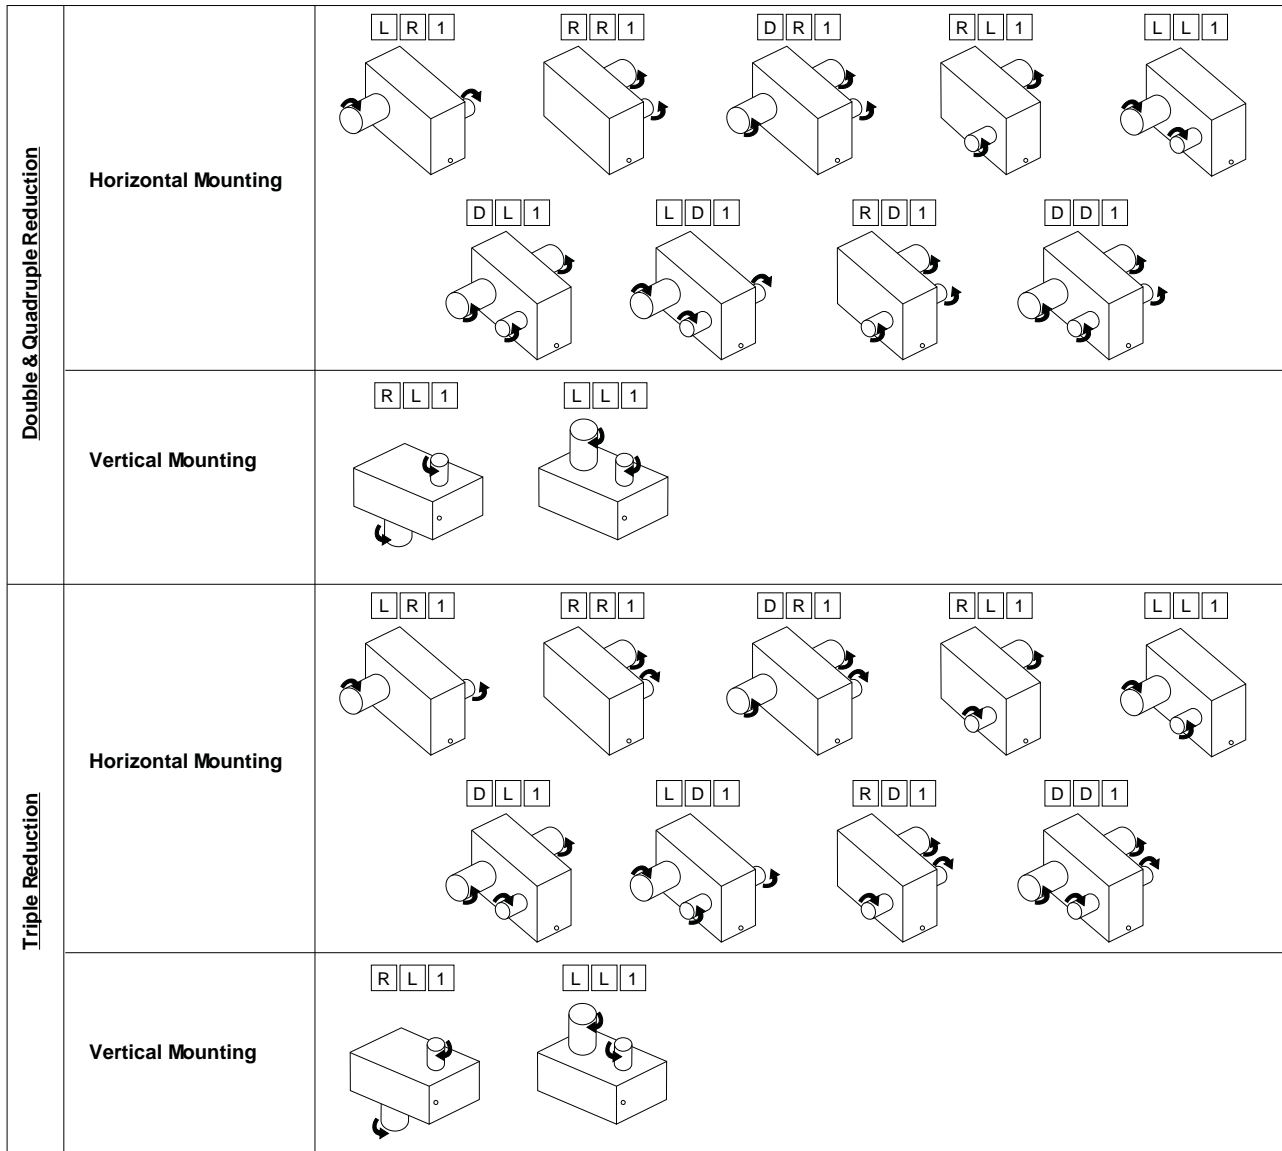 Double & Quadruple Reduction
Horizontal Mounting
L R 1 R R 1 D R 1 R L 1 L L 1
D L 1 L D 1 R D 1 D D 1
Vertical Mounting
R L 1 L L 1
Triple Reduction
Horizontal Mounting
L R 1 R R 1 D R 1 R L 1 L L 1
D L 1 L D 1 R D 1 D D 1
Vertical Mounting
R L 1 L L 1